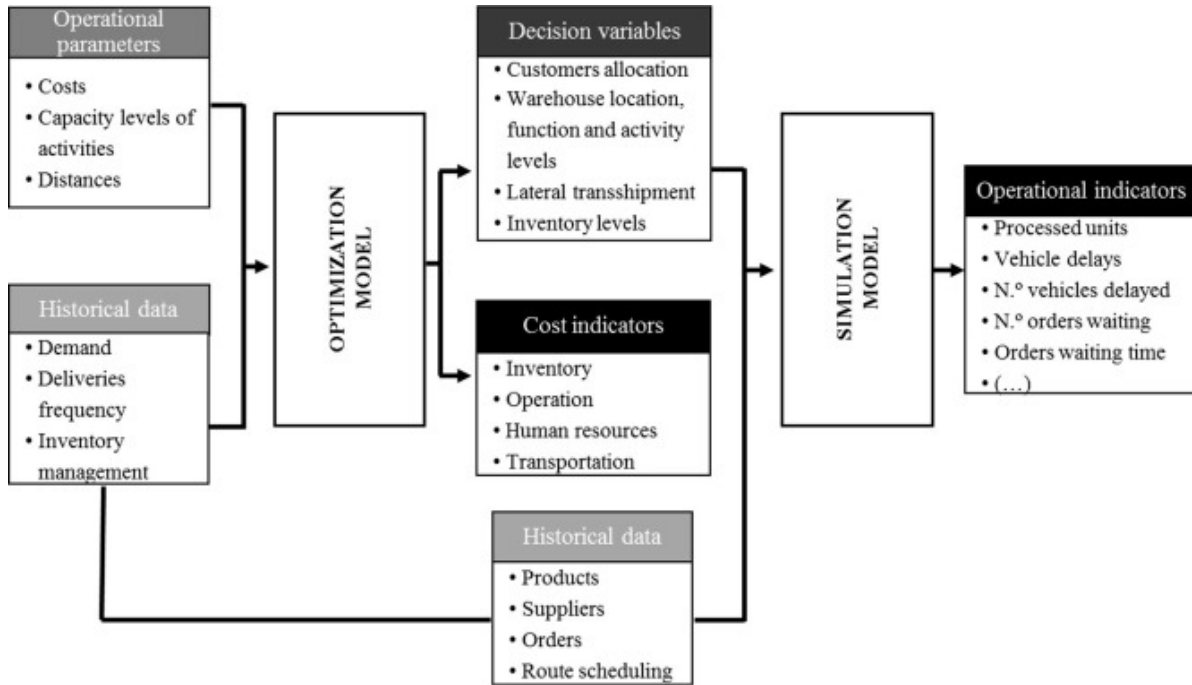 Operational
parameters
• Costs
• Capacity levels of
activities
• Distances
Historical data
• Demand
• Deliveries
frequency
• Inventory
management
OPTIMIZATION
MODEL
Decision variables
• Customers allocation
• Warehouse location,
function and activity
levels
• Lateral transshipment
• Inventory levels
Cost indicators
• Inventory
• Operation
• Human resources
• Transportation
Historical data
• Products
• Suppliers
• Orders
• Route scheduling
SIMULATION
MODEL
Operational indicators
• Processed units
• Vehicle delays
• N.º vehicles delayed
• N.º orders waiting
• Orders waiting time
• (…)